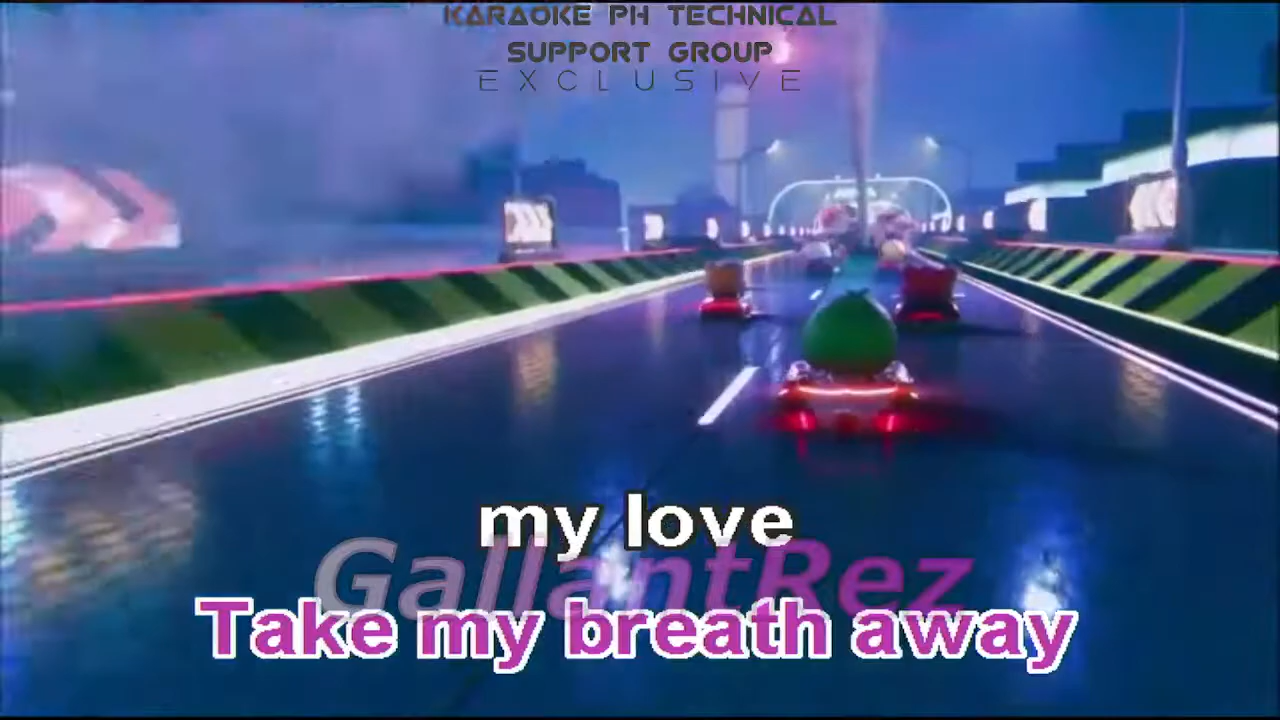 KARAOKE PH TECHNICAL
SUPPORT GROUP
EXCLUSIVE
my love
GallantRez
Take my breath away